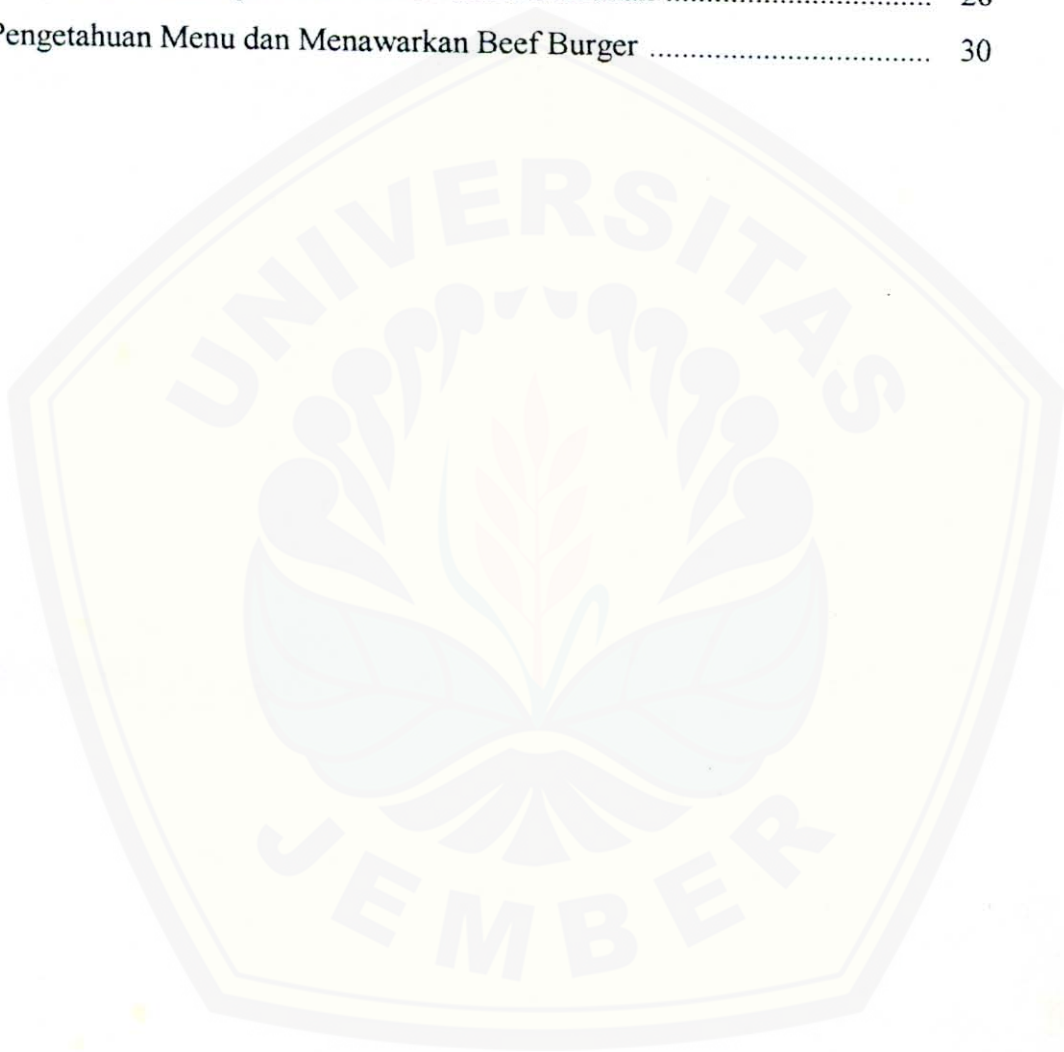 Pengetahuan Menu dan Menawarkan Beef Burger ................................. 30
UNIVERSITAS
JEMBER